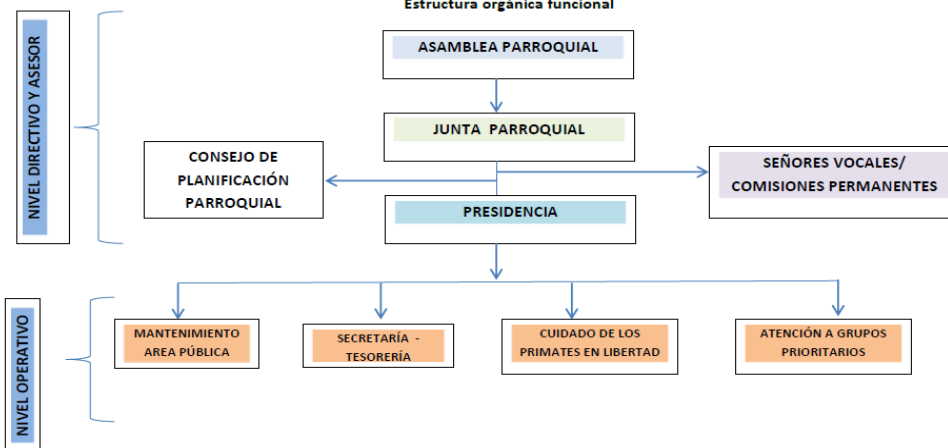 Estructura orgánica funcional
NIVEL DIRECTIVO Y ASESOR
ASAMBLEA PARROQUIAL
JUNTA PARROQUIAL
CONSEJO DE
PLANIFICACIÓN
PARROQUIAL
SEÑORES VOCALES/
COMISIONES PERMANENTES
PRESIDENCIA
NIVEL OPERATIVO
MANTENIMIENTO
AREA PÚBLICA
SECRETARÍA -
TESORERÍA
CUIDADO DE LOS
PRIMATES EN LIBERTAD
ATENCIÓN A GRUPOS
PRIORITARIOS